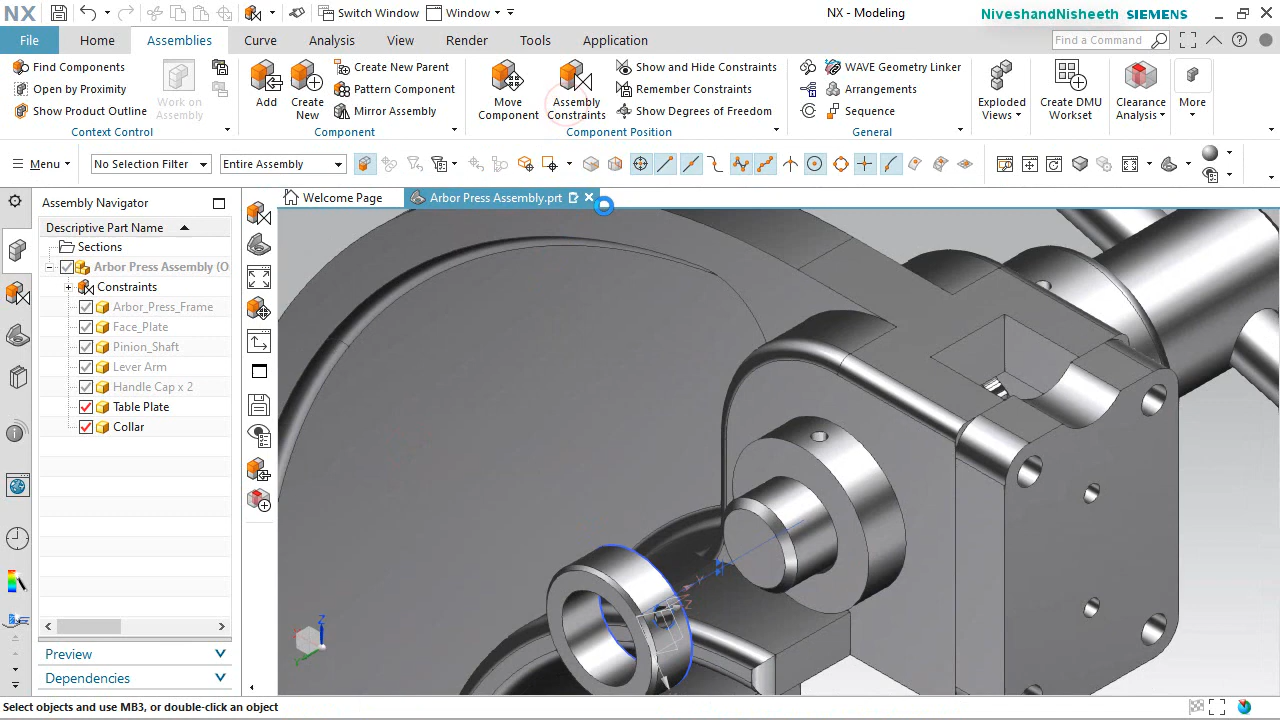 NX
Switch Window
Window
NX - Modeling
NiveshandNisheeth SIEMENS
File
Home
Assemblies
Curve
Analysis
View
Render
Tools
Application
Find a Command
Find Components
Open by Proximity
Show Product Outline
Work on
Assembly
Context Control
Add
Create
New
Create New Parent
Pattern Component
Mirror Assembly
Component
Move
Component
Assembly
Constraints
Show and Hide Constraints
Remember Constraints
Show Degrees of Freedom
Component Position
WAVE Geometry Linker
Arrangements
Sequence
General
Exploded
Views
Create DMU
Workset
Clearance
Analysis
More
Menu
No Selection Filter
Entire Assembly
Assembly Navigator
Welcome Page
Arbor Press Assembly.prt
Descriptive Part Name
Sections
Arbor Press Assembly (O
Constraints
Arbor_Press_Frame
Face_Plate
Pinion_Shaft
Lever Arm
Handle Cap x 2
Table Plate
Collar
Z
Y
Y
Z
Preview
Dependencies
Select objects and use MB3, or double-click an object